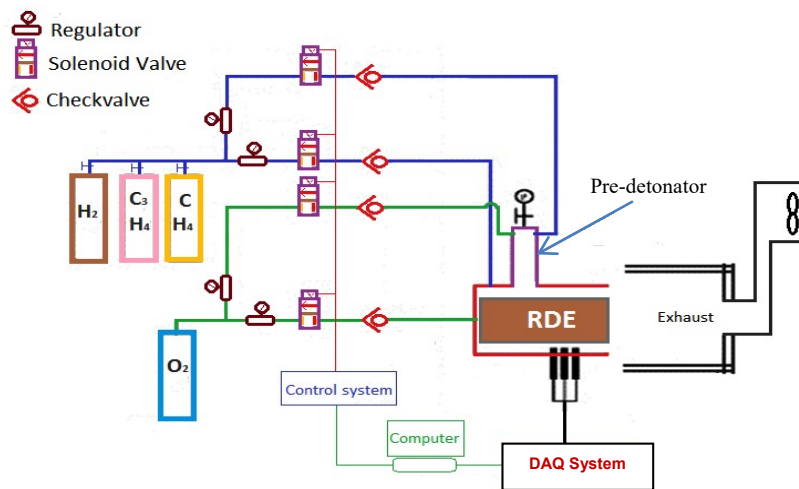 Regulator
Solenoid Valve
Checkvalve
Pre-detonator
H₂
C₃
H₄
C
H₄
RDE
Exhaust
O₂
Control system
Computer
DAQ System